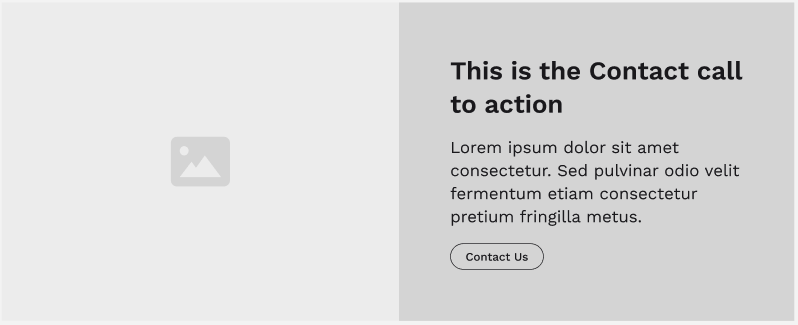 This is the Contact call
to action
Lorem ipsum dolor sit amet
consectetur. Sed pulvinar odio velit
fermentum etiam consectetur
pretium fringilla metus.
Contact Us